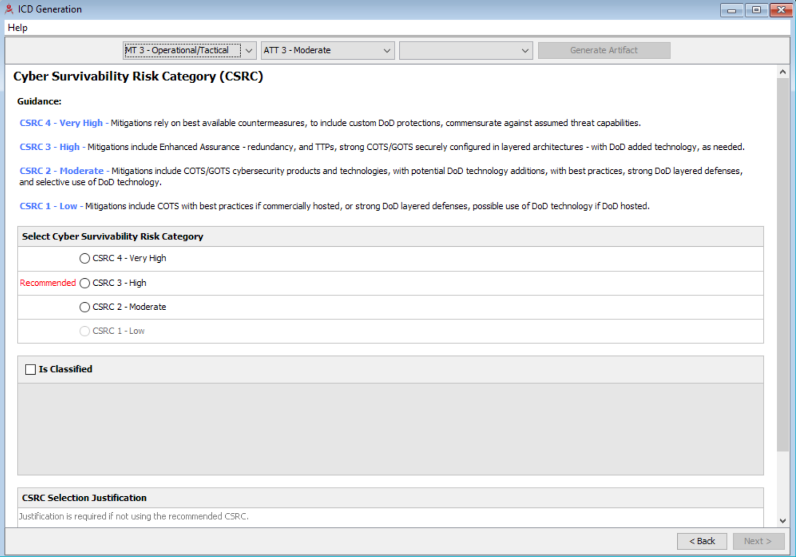 ICD Generation
Help
MT 3 - Operational/Tactical
ATT 3 - Moderate
Generate Artifact
Cyber Survivability Risk Category (CSRC)
Guidance:
CSRC 4 - Very High - Mitigations rely on best available countermeasures, to include custom DoD protections, commensurate against assumed threat capabilities.
CSRC 3 - High - Mitigations include Enhanced Assurance - redundancy, and TTPs, strong COTS/GOTS securely configured in layered architectures - with DoD added technology, as needed.
CSRC 2 - Moderate - Mitigations include COTS/GOTS cybersecurity products and technologies, with potential DoD technology additions, with best practices, strong DoD layered defenses,
and selective use of DoD technology.
CSRC 1 - Low - Mitigations include COTS with best practices if commercially hosted, or strong DoD layered defenses, possible use of DoD technology if DoD hosted.
Select Cyber Survivability Risk Category
CSRC 4 - Very High
Recommended CSRC 3 - High
CSRC 2 - Moderate
CSRC 1 - Low
Is Classified
CSRC Selection Justification
Justification is required if not using the recommended CSRC.
< Back
Next >